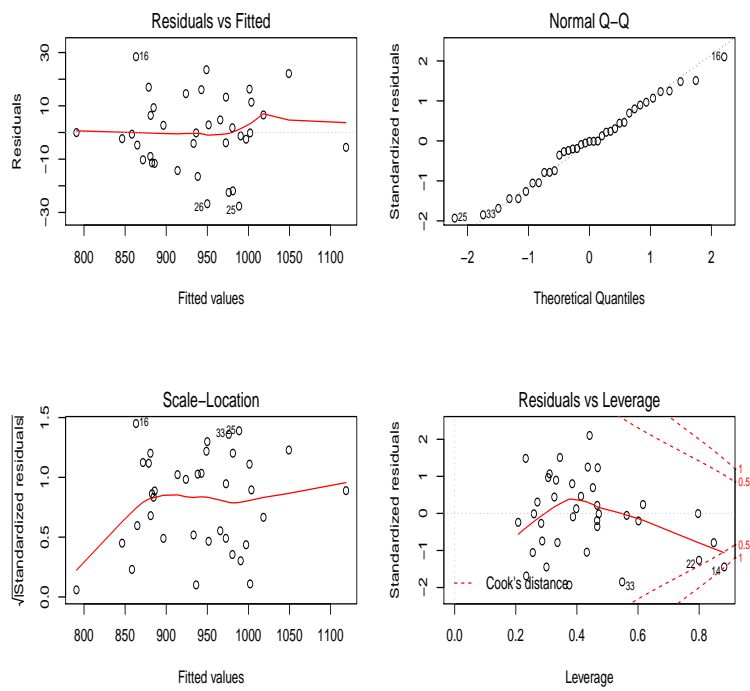 Residuals vs Fitted
Residuals
30
10
−10
−30
16
26
25
800 850 900 950 1000 1050 1100
Fitted values
Normal Q−Q
Standardized residuals
2
1
0
−1
−2
16
25
33
−2 −1 0 1 2
Theoretical Quantiles
Scale−Location
√|Standardized residuals|
1.5
1.0
0.5
0.0
16
33
25
800 850 900 950 1000 1050 1100
Fitted values
Residuals vs Leverage
Standardized residuals
2
1
0
−1
−2
1
0.5
0.5
1
22
14
33
Cook's distance
0.0 0.2 0.4 0.6 0.8
Leverage